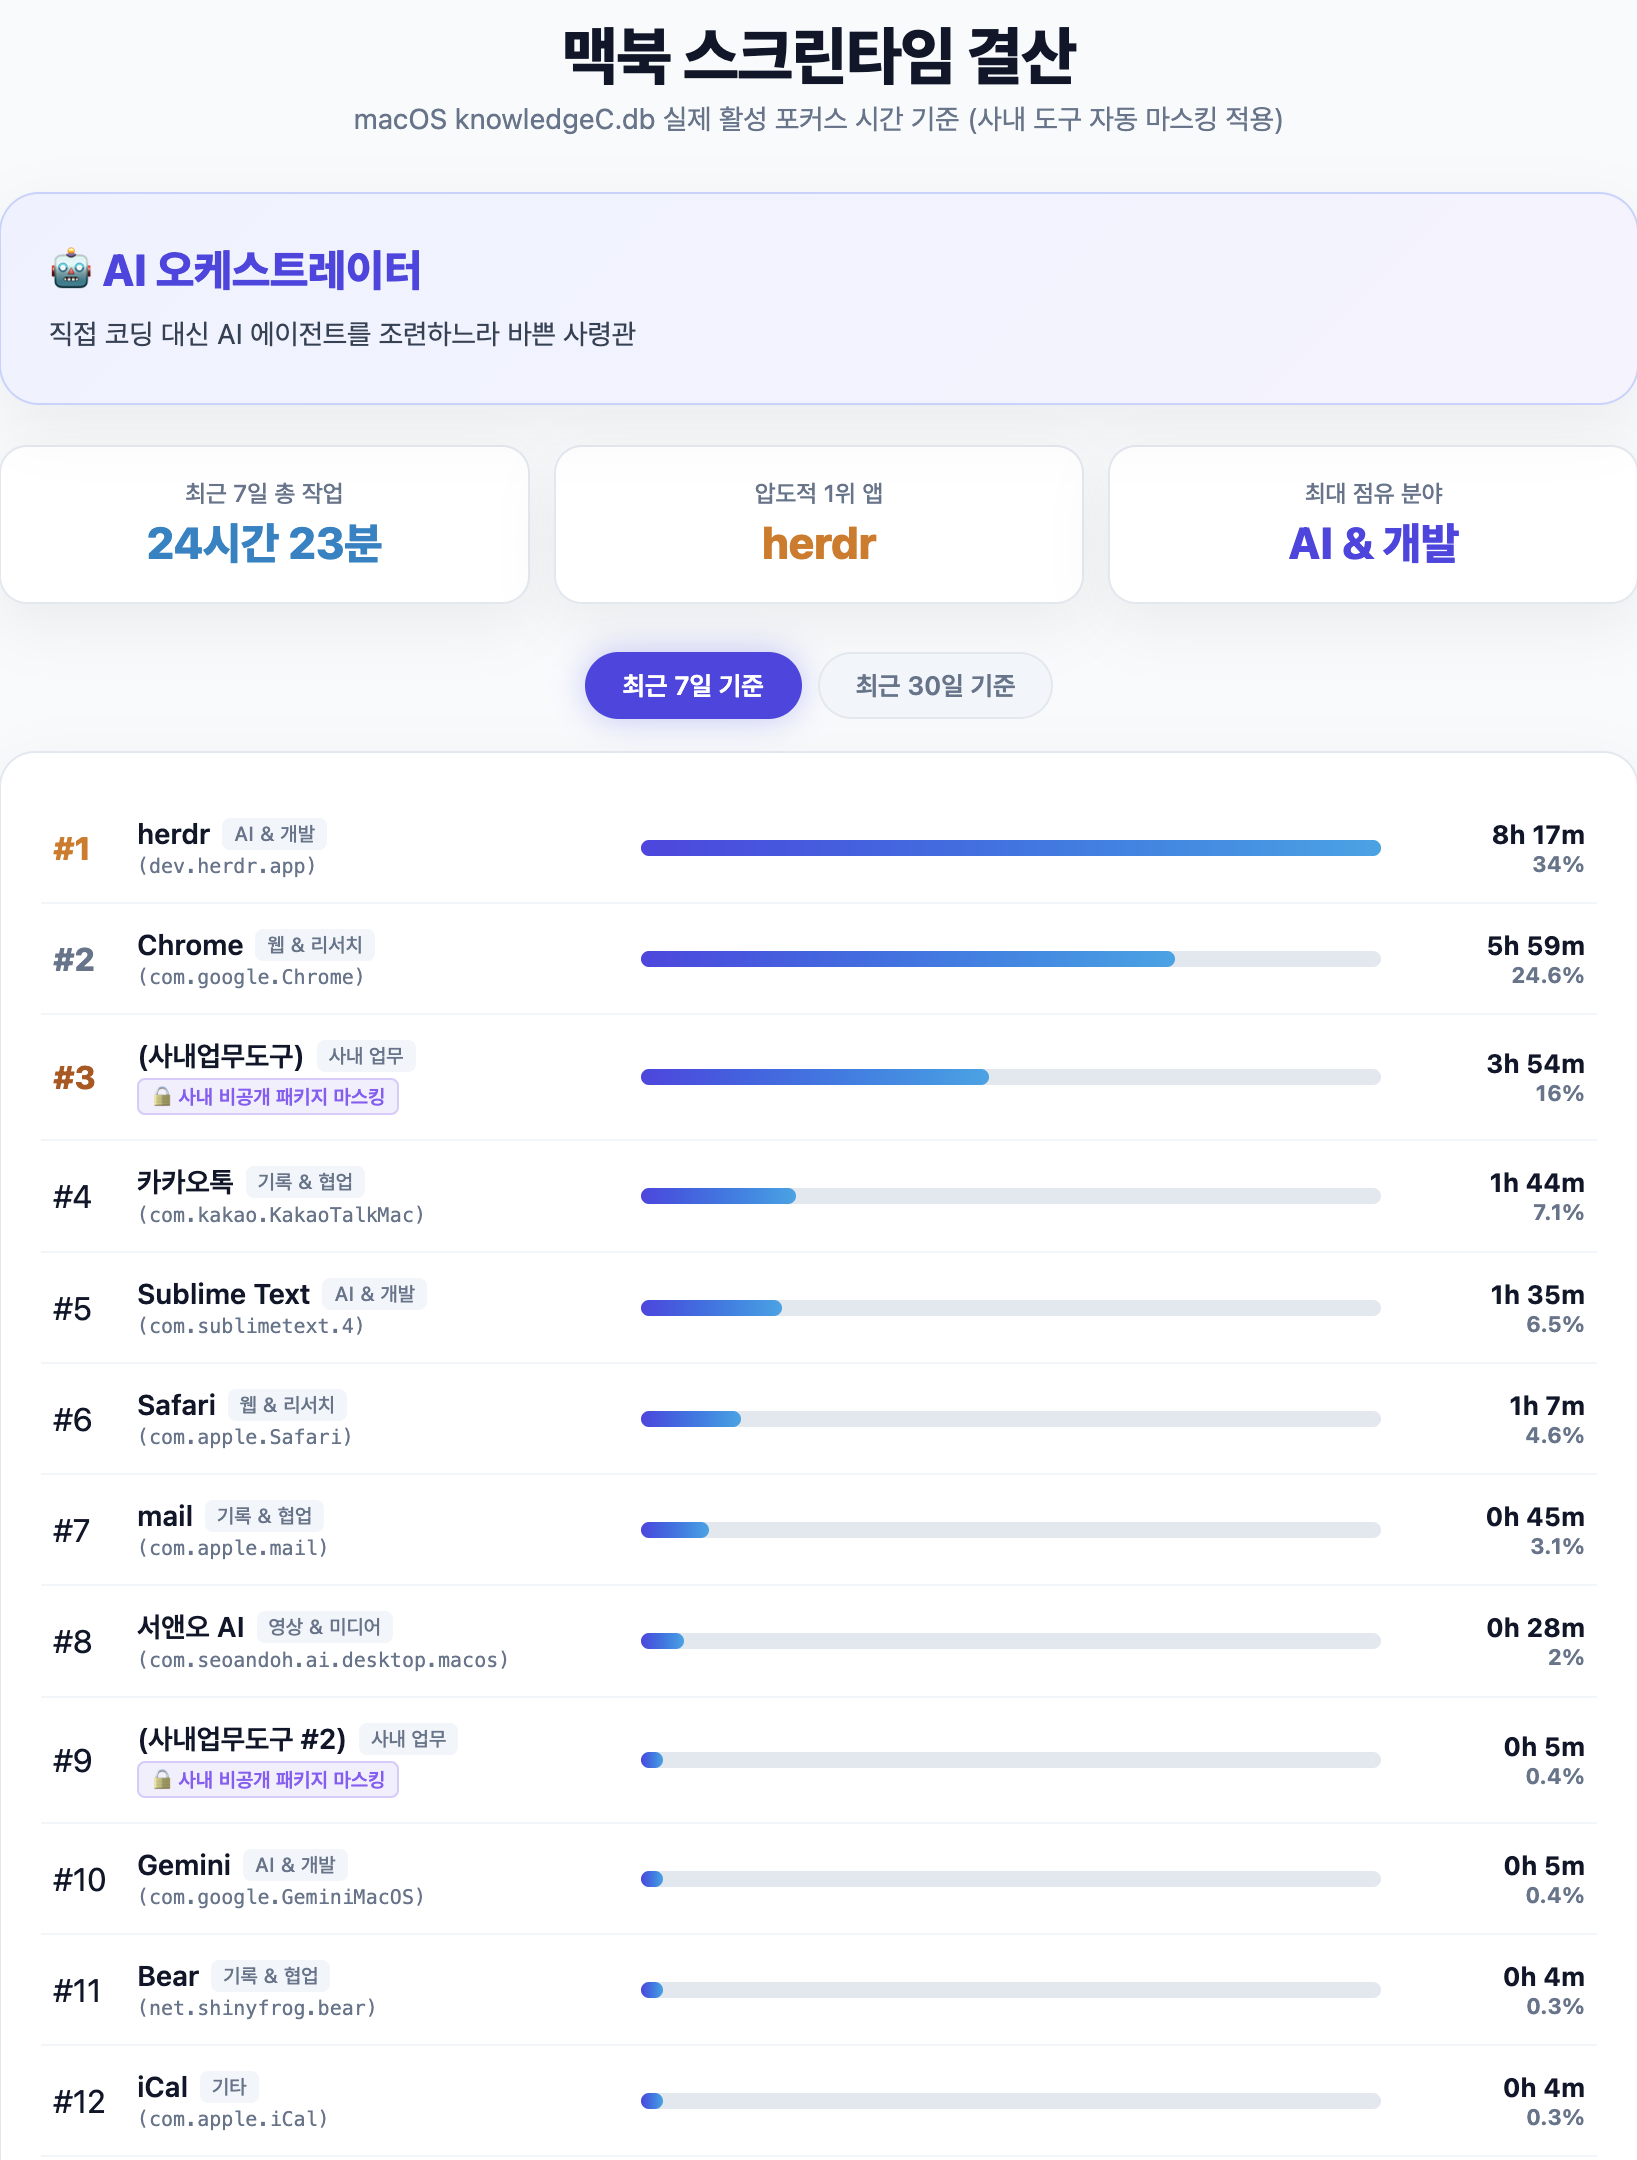 맥북 스크린타임 결산
macOS knowledgeC.db 실제 활성 포커스 시간 기준 (사내 도구 자동 마스킹 적용)
🤖 AI 오케스트레이터
직접 코딩 대신 AI 에이전트를 조련하느라 바쁜 사령관
최근 7일 총 작업
24시간 23분
압도적 1위 앱
herdr
최대 점유 분야
AI & 개발
최근 7일 기준
최근 30일 기준
#1
herdr AI & 개발
(dev.herdr.app)
8h 17m
34%
#2
Chrome 웹 & 리서치
(com.google.Chrome)
5h 59m
24.6%
#3
(사내업무도구) 사내 업무
🔒 사내 비공개 패키지 마스킹
3h 54m
16%
#4
카카오톡 기록 & 협업
(com.kakao.KakaoTalkMac)
1h 44m
7.1%
#5
Sublime Text AI & 개발
(com.sublimetext.4)
1h 35m
6.5%
#6
Safari 웹 & 리서치
(com.apple.Safari)
1h 7m
4.6%
#7
mail 기록 & 협업
(com.apple.mail)
0h 45m
3.1%
#8
서앤오 AI 영상 & 미디어
(com.seoandoh.ai.desktop.macos)
0h 28m
2%
#9
(사내업무도구 #2) 사내 업무
🔒 사내 비공개 패키지 마스킹
0h 5m
0.4%
#10
Gemini AI & 개발
(com.google.GeminiMacOS)
0h 5m
0.4%
#11
Bear 기록 & 협업
(net.shinyfrog.bear)
0h 4m
0.3%
#12
iCal 기타
(com.apple.iCal)
0h 4m
0.3%